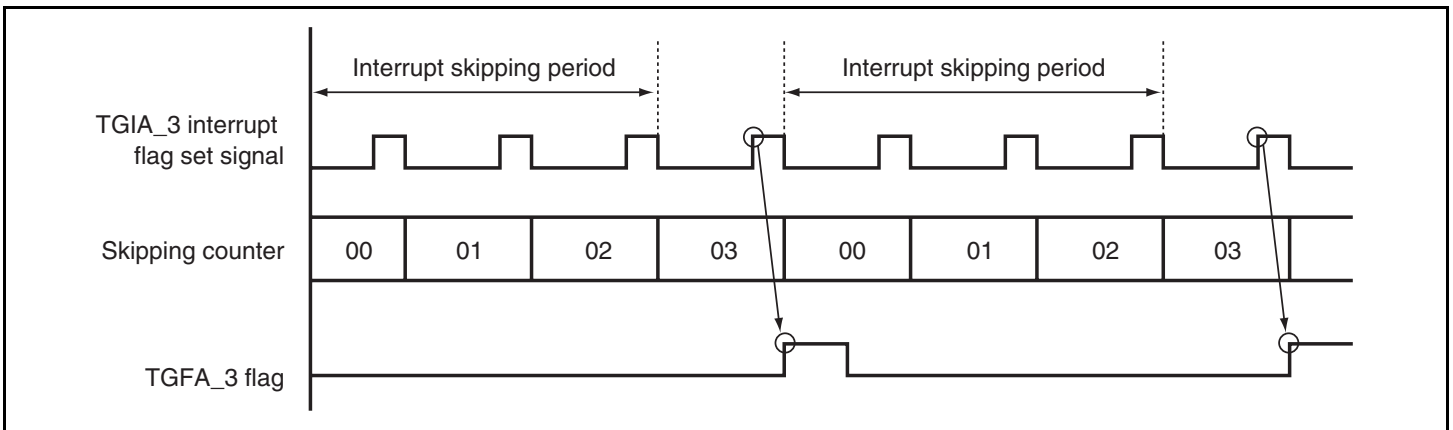 Interrupt skipping period
Interrupt skipping period
TGIA_3 interrupt
flag set signal
Skipping counter
00
01
02
03
00
01
02
03
TGFA_3 flag